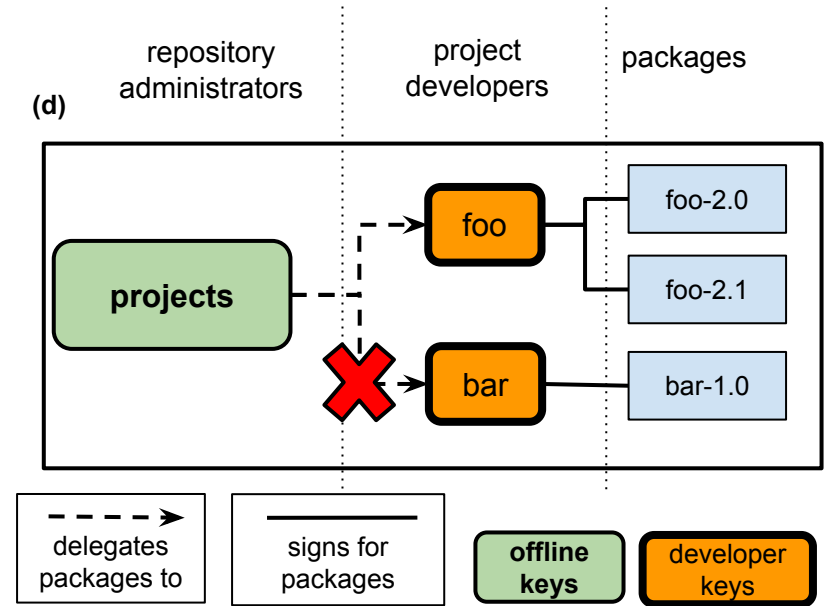 repository
administrators
project
developers
packages
(d)
projects
foo
bar
foo-2.0
foo-2.1
bar-1.0
delegates
packages to
signs for
packages
offline
keys
developer
keys